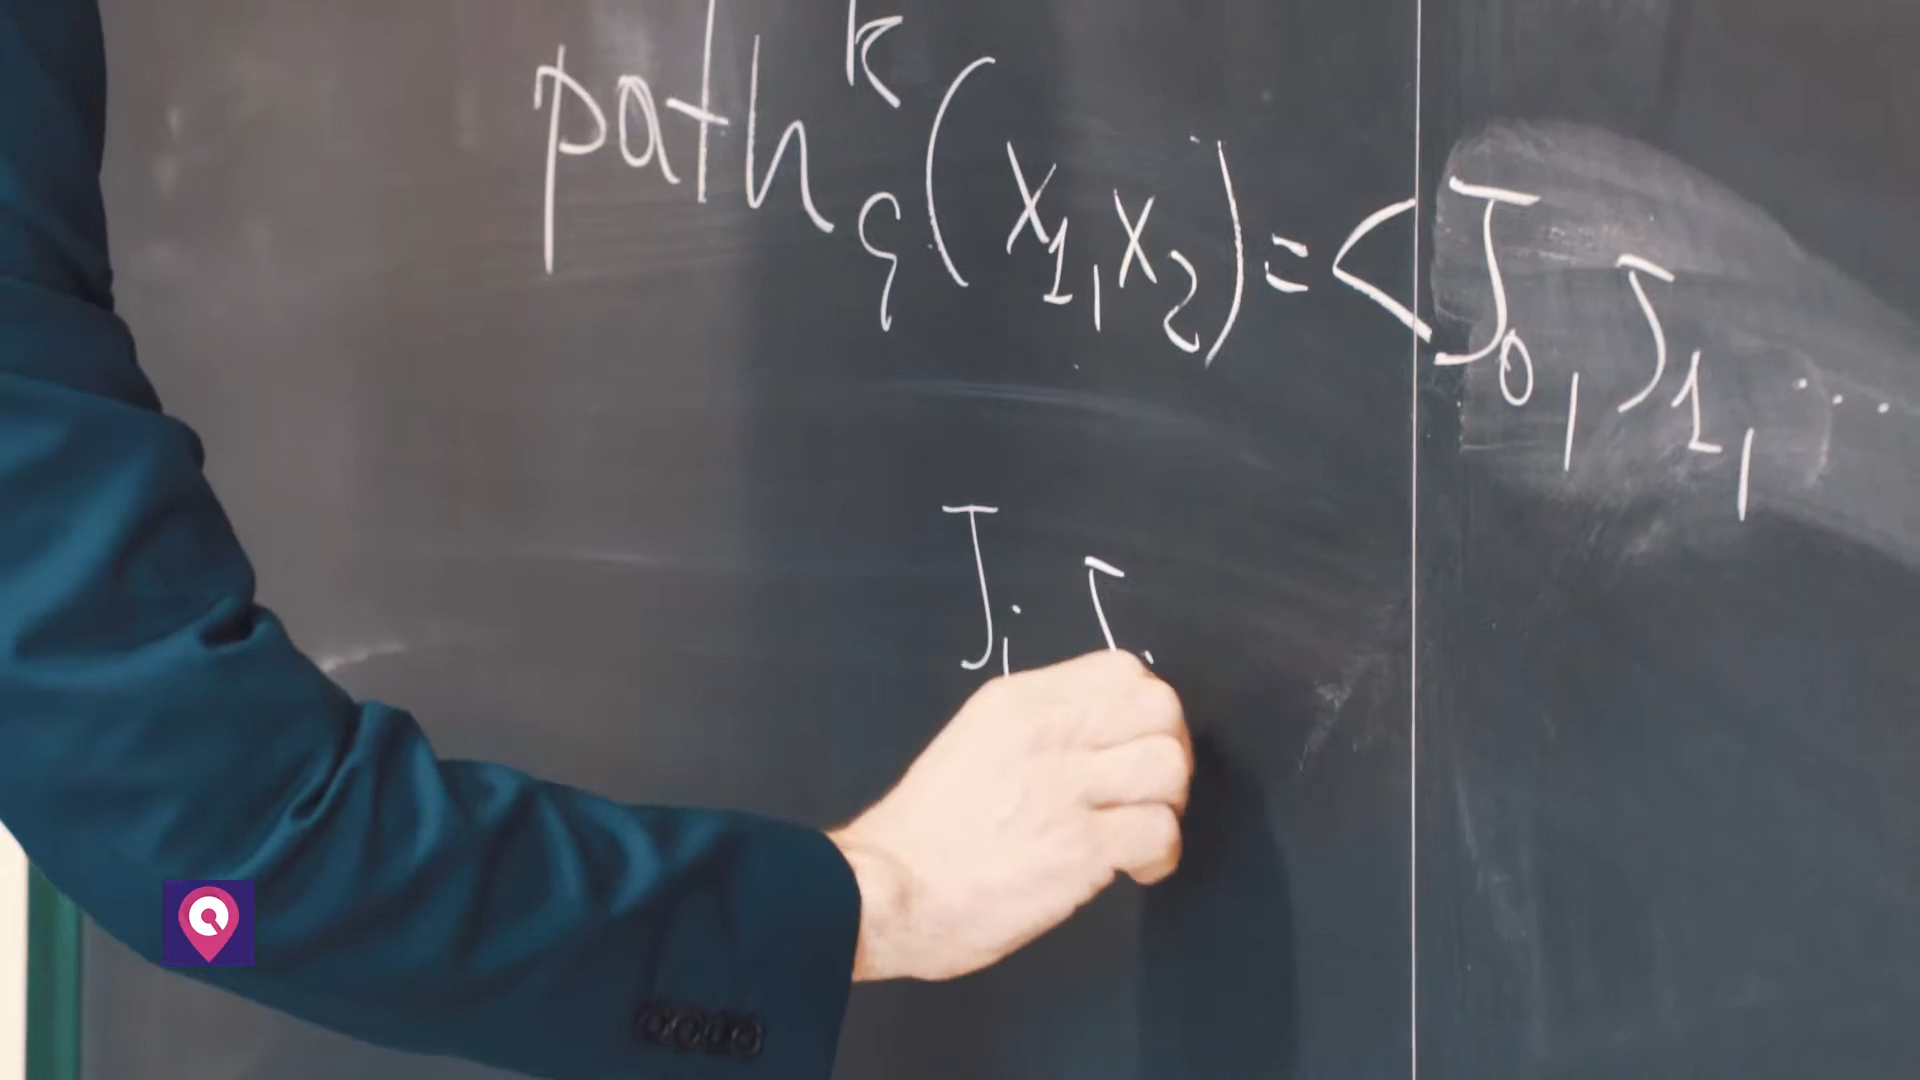 path^k_q(x_1, x_2) = <J_0, J_1, ...
J_i J